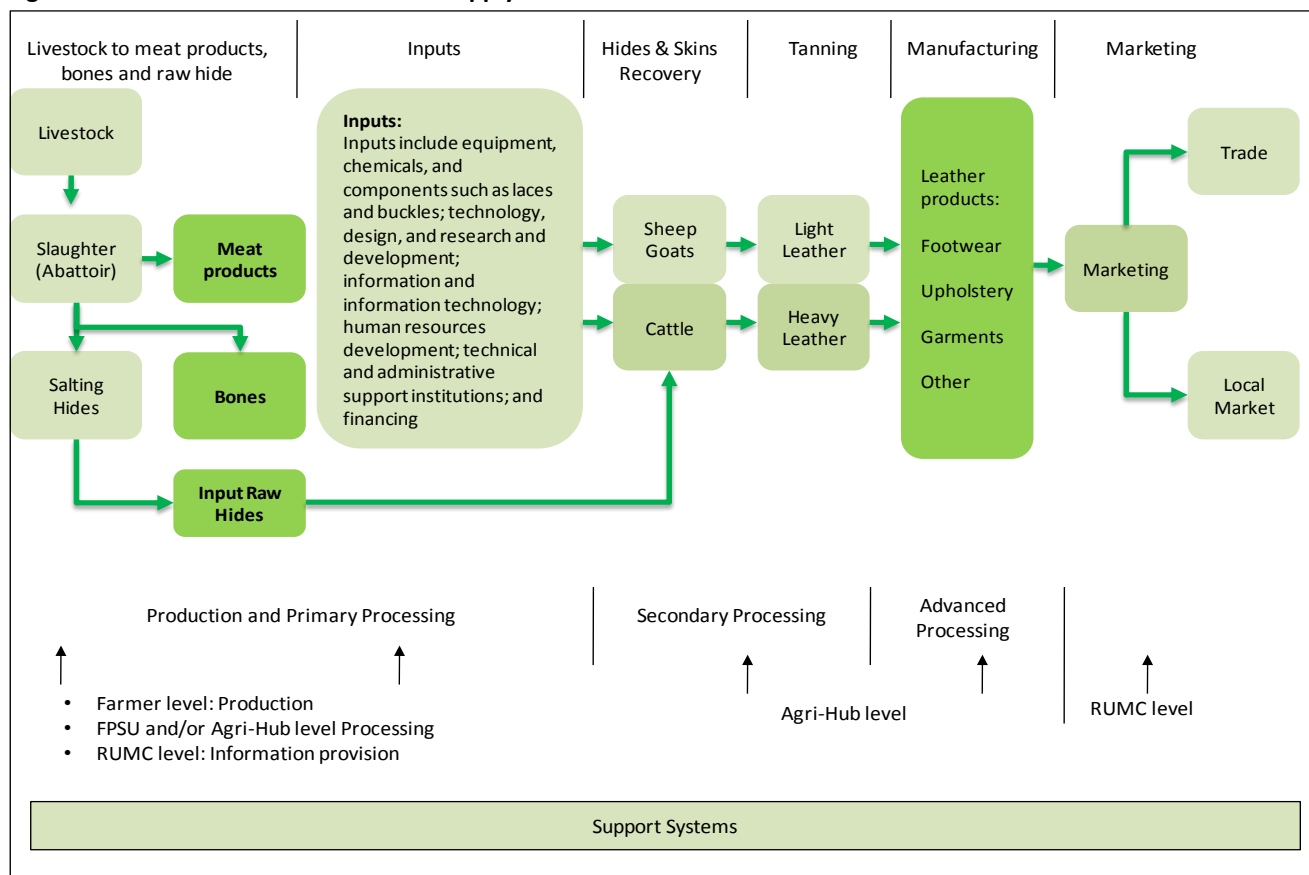 Livestock to meat products,
bones and raw hide
Inputs
Hides & Skins
Recovery
Tanning
Manufacturing
Marketing
Livestock
Slaughter
(Abattoir)
Meat
products
Salting
Hides
Bones
Input Raw
Hides
Inputs:
Inputs include equipment,
chemicals, and
components such as laces
and buckles; technology,
design, and research and
development;
information and
information technology;
human resources
development; technical
and administrative
support institutions; and
financing
Sheep
Goats
Cattle
Light
Leather
Heavy
Leather
Leather
products:
Footwear
Upholstery
Garments
Other
Marketing
Trade
Local
Market
Production and Primary Processing
Secondary Processing
Advanced
Processing
• Farmer level: Production
• FPSU and/or Agri-Hub level Processing
• RUMC level: Information provision
Agri-Hub level
RUMC level
Support Systems